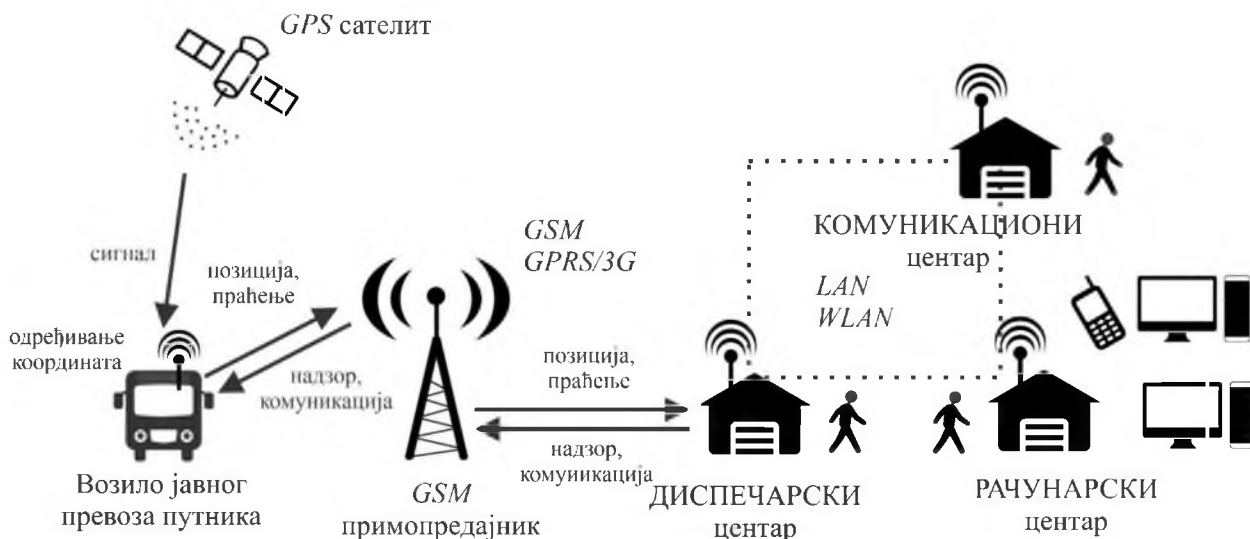 GPS сателит
КОМУНИКАЦИОНИ
центар
GSM
GPRS/3G
сигнал
позиција,
праћење
LAN
WLAN
одређивање
координата
позиција,
праћење
надзор,
комуникација
надзор,
комуникација
Возило јавног
превоза путника
GSM
примопредајник
ДИСПЕЧАРСКИ
центар
РАЧУНАРСКИ
центар